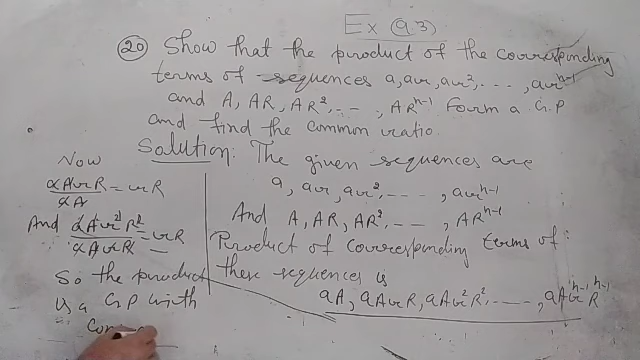 Ex 9.3
20 Show that the product of the corresponding
terms of sequences a, ar, ar², ..., arⁿ⁻¹
and A, AR, AR², ..., ARⁿ⁻¹ form a G.P
and find the common ratio.
Solution: The given sequences are
a, ar, ar², ..., arⁿ⁻¹
And A, AR, AR², ..., ARⁿ⁻¹
Product of corresponding terms of
these sequences is
aA, aArR, aAr²R², ..., aArⁿ⁻¹Rⁿ⁻¹
Now
aArR/aA = rR
And aAr²R²/aArR = rR
So the product
is a GP with